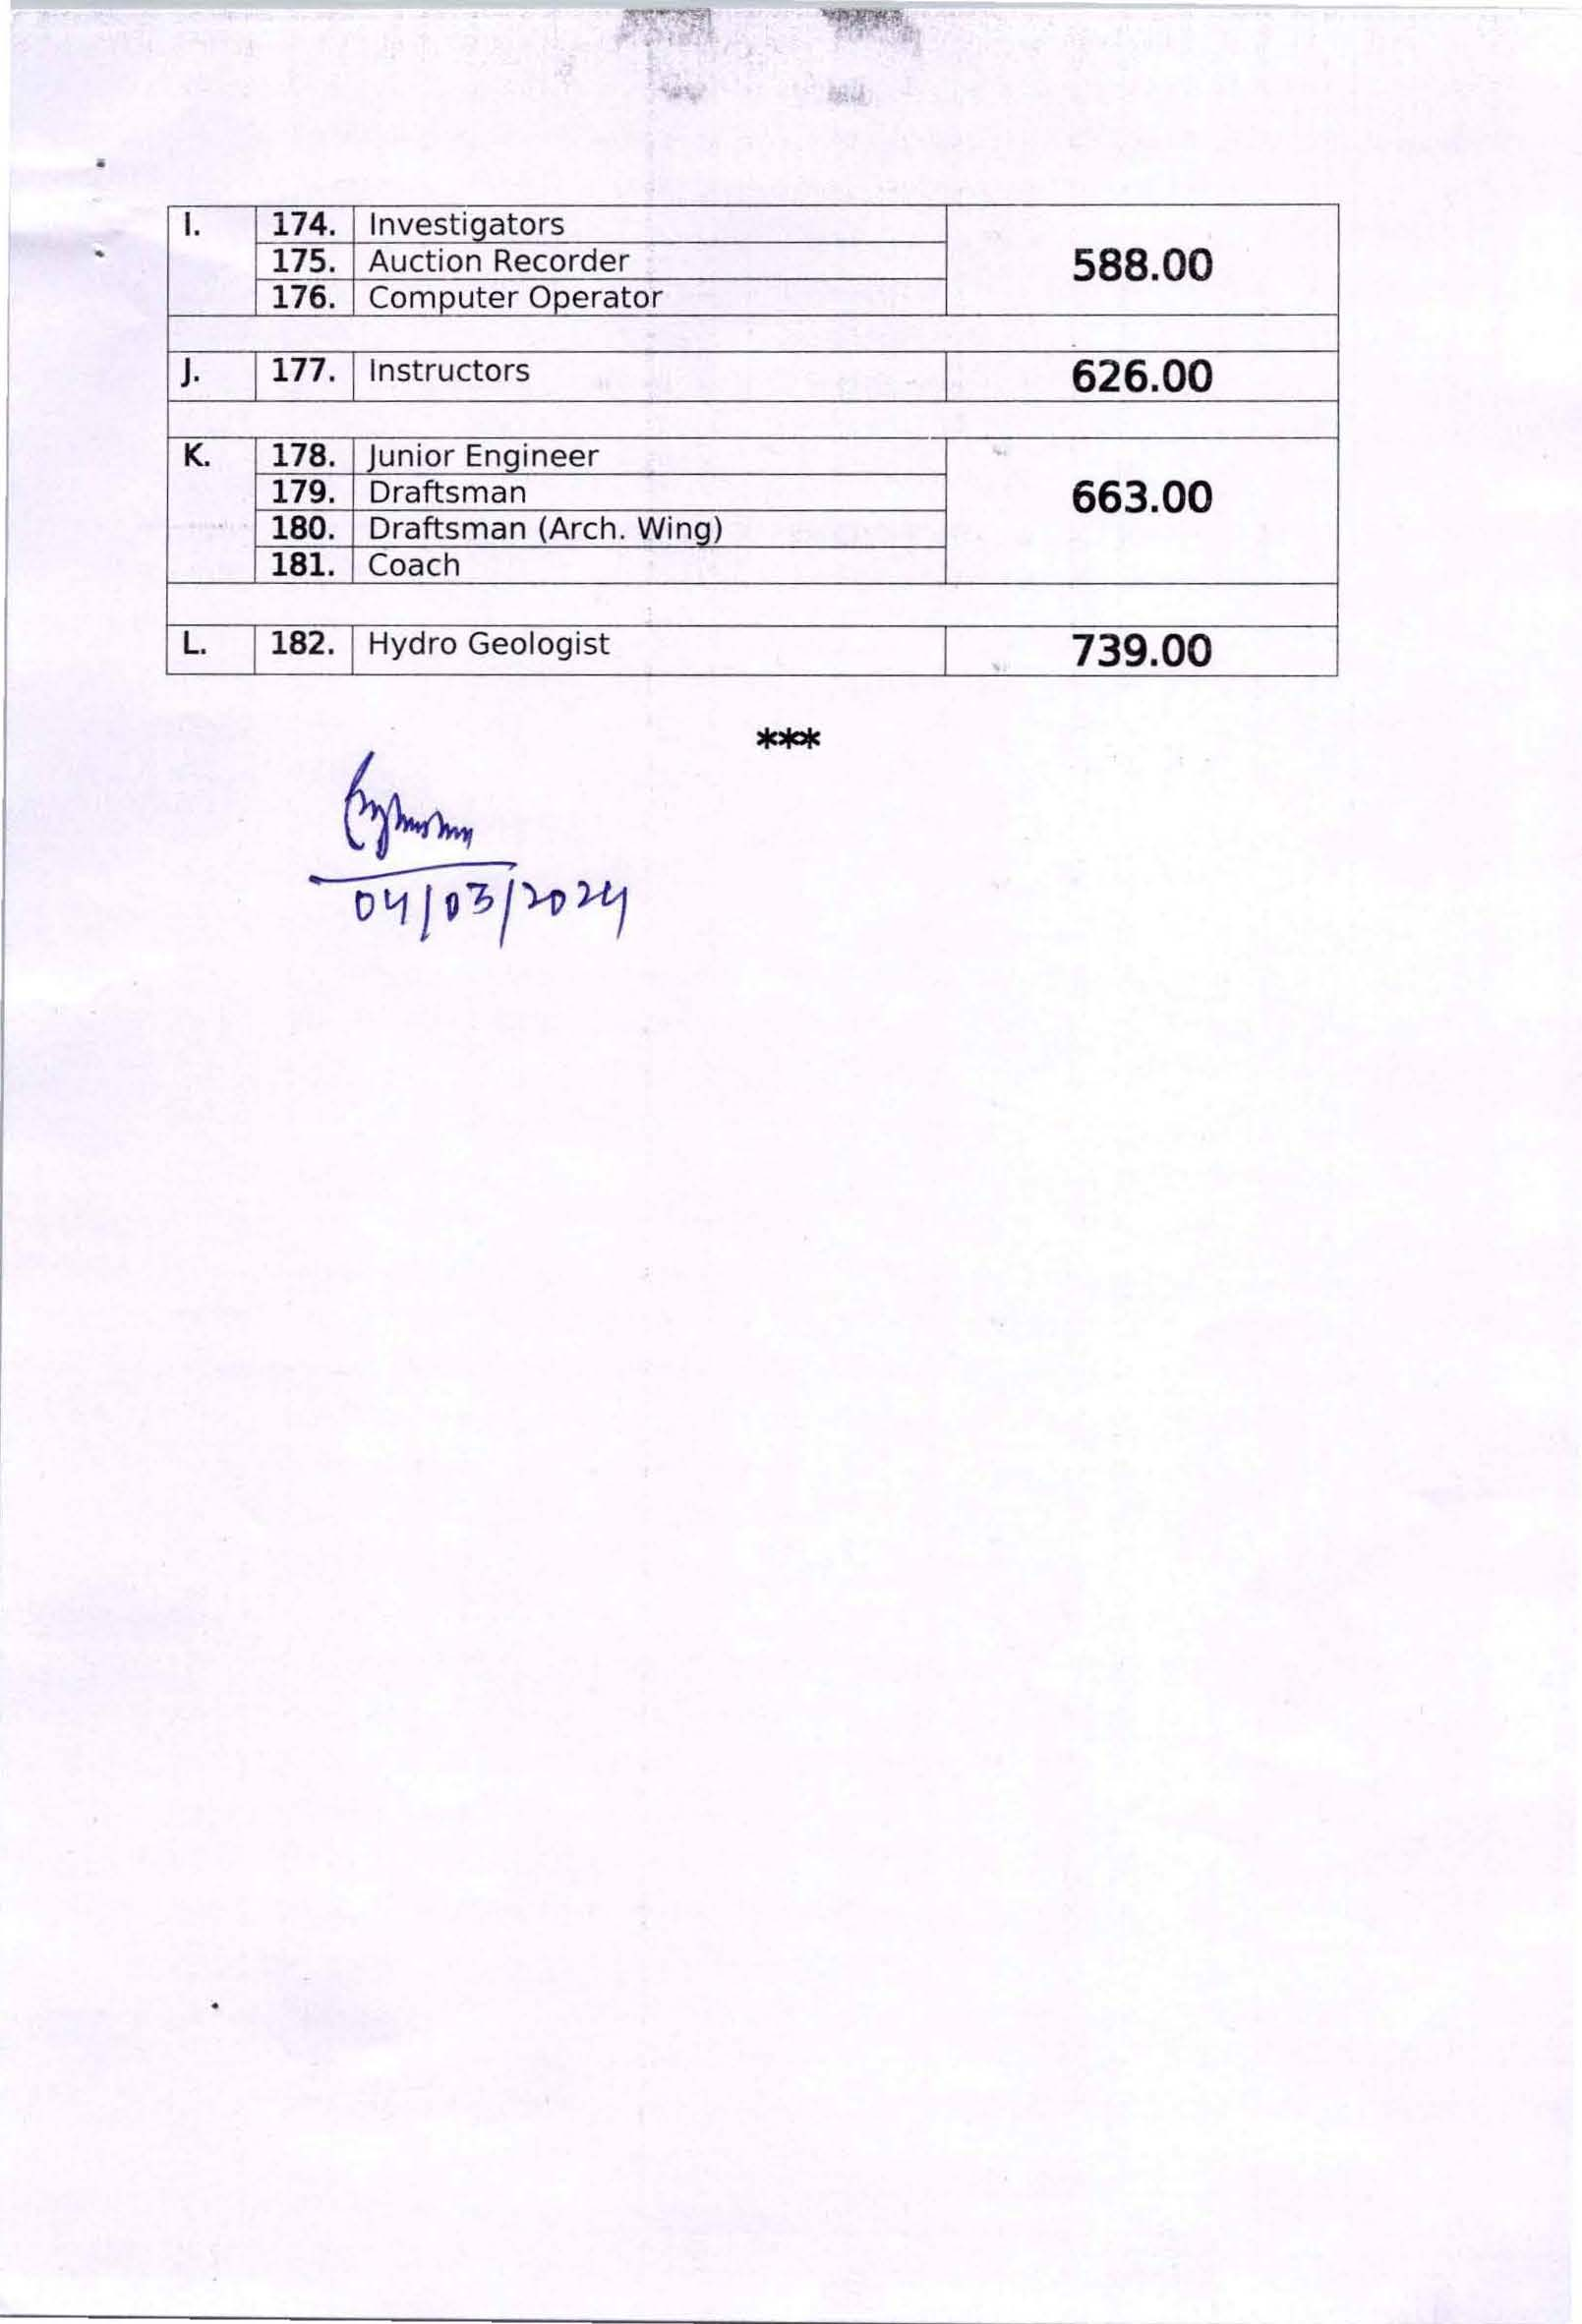 I. 174. Investigators 588.00
175. Auction Recorder
176. Computer Operator
J. 177. Instructors 626.00
K. 178. Junior Engineer 663.00
179. Draftsman
180. Draftsman (Arch. Wing)
181. Coach
L. 182. Hydro Geologist 739.00
***
04/03/2024